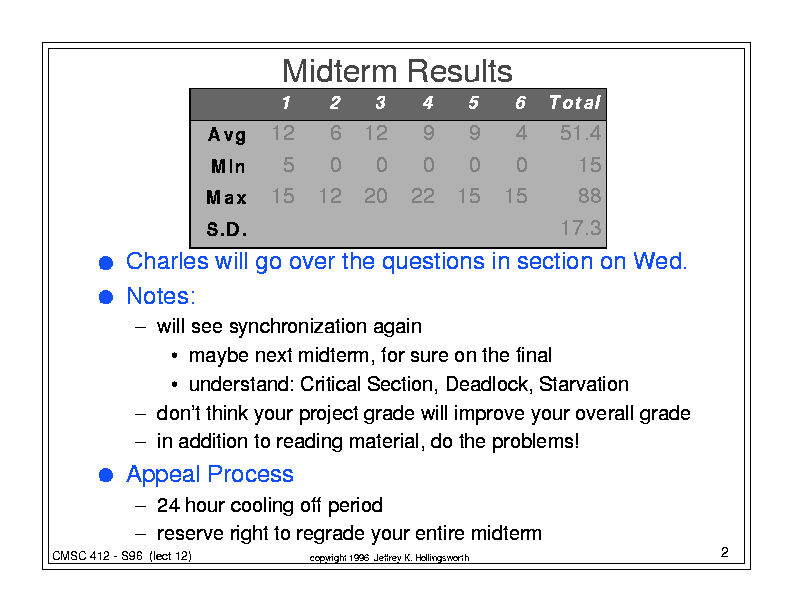 Midterm Results
1 2 3 4 5 6 Total
Avg 12 6 12 9 9 4 51.4
Min 5 0 0 0 0 0 15
Max 15 12 20 22 15 15 88
S.D. 17.3
● Charles will go over the questions in section on Wed.
● Notes:
– will see synchronization again
• maybe next midterm, for sure on the final
• understand: Critical Section, Deadlock, Starvation
– don't think your project grade will improve your overall grade
– in addition to reading material, do the problems!
● Appeal Process
– 24 hour cooling off period
– reserve right to regrade your entire midterm
CMSC 412 - S96 (lect 12) copyright 1996 Jeffrey K. Hollingsworth 2